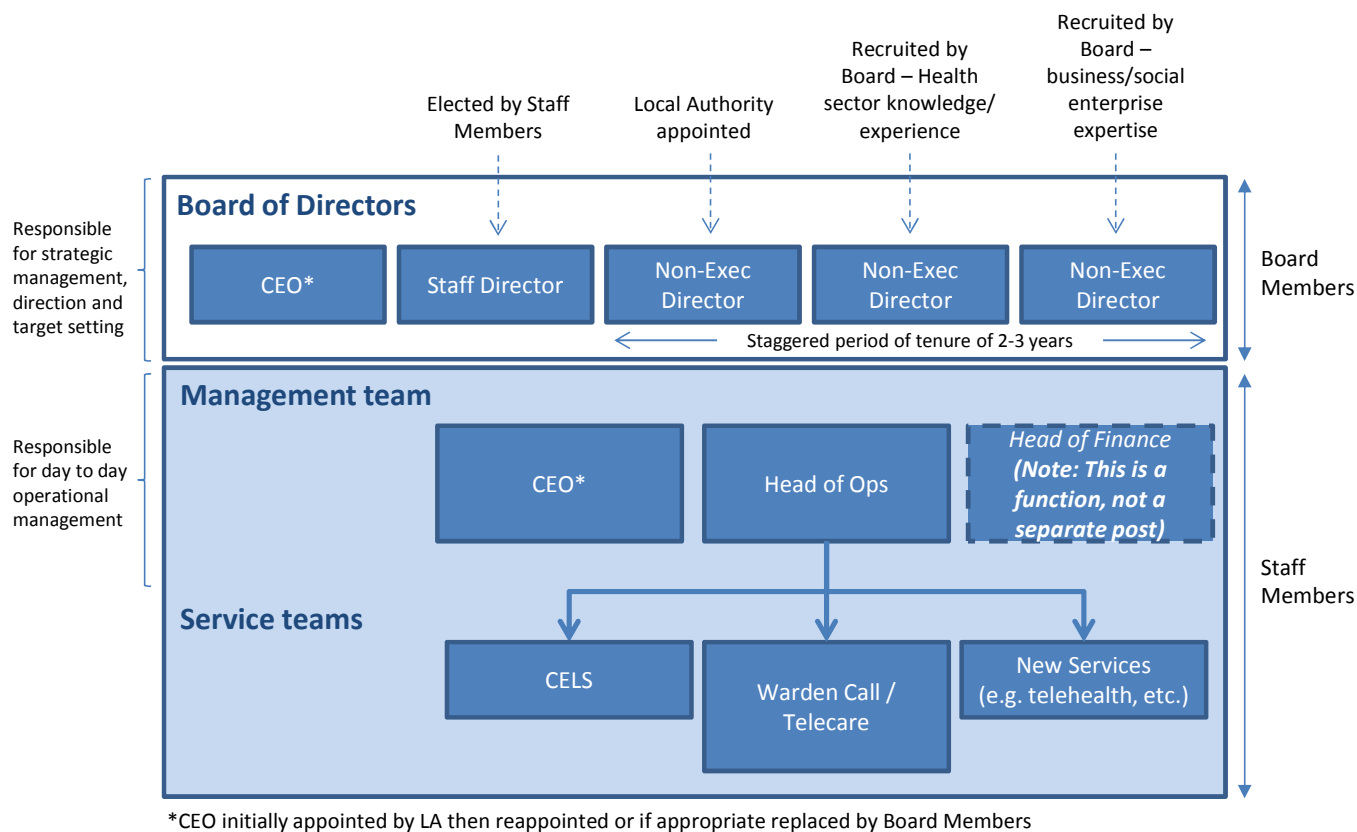 Elected by Staff
Members
Local Authority
appointed
Recruited by
Board – Health
sector knowledge/
experience
Recruited by
Board –
business/social
enterprise
expertise
Responsible
for strategic
management,
direction and
target setting
Board of Directors
CEO*
Staff Director
Non-Exec
Director
Non-Exec
Director
Non-Exec
Director
Staggered period of tenure of 2-3 years
Board
Members
Responsible
for day to day
operational
management
Management team
CEO*
Head of Ops
Head of Finance
(Note: This is a
function, not a
separate post)
Staff
Members
Service teams
CELS
Warden Call /
Telecare
New Services
(e.g. telehealth, etc.)
*CEO initially appointed by LA then reappointed or if appropriate replaced by Board Members